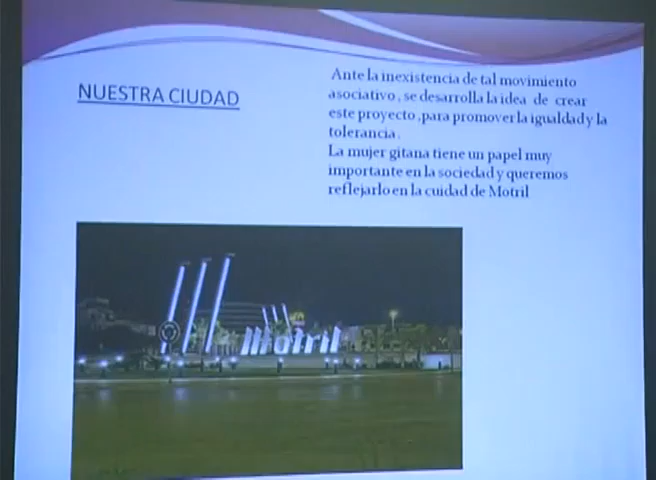 NUESTRA CIUDAD
Ante la inexistencia de tal movimiento
asociativo , se desarrolla la idea de crear
este proyecto ,para promover la igualdad y la
tolerancia .
La mujer gitana tiene un papel muy
importante en la sociedad y queremos
reflejarlo en la cuidad de Motril
Motril